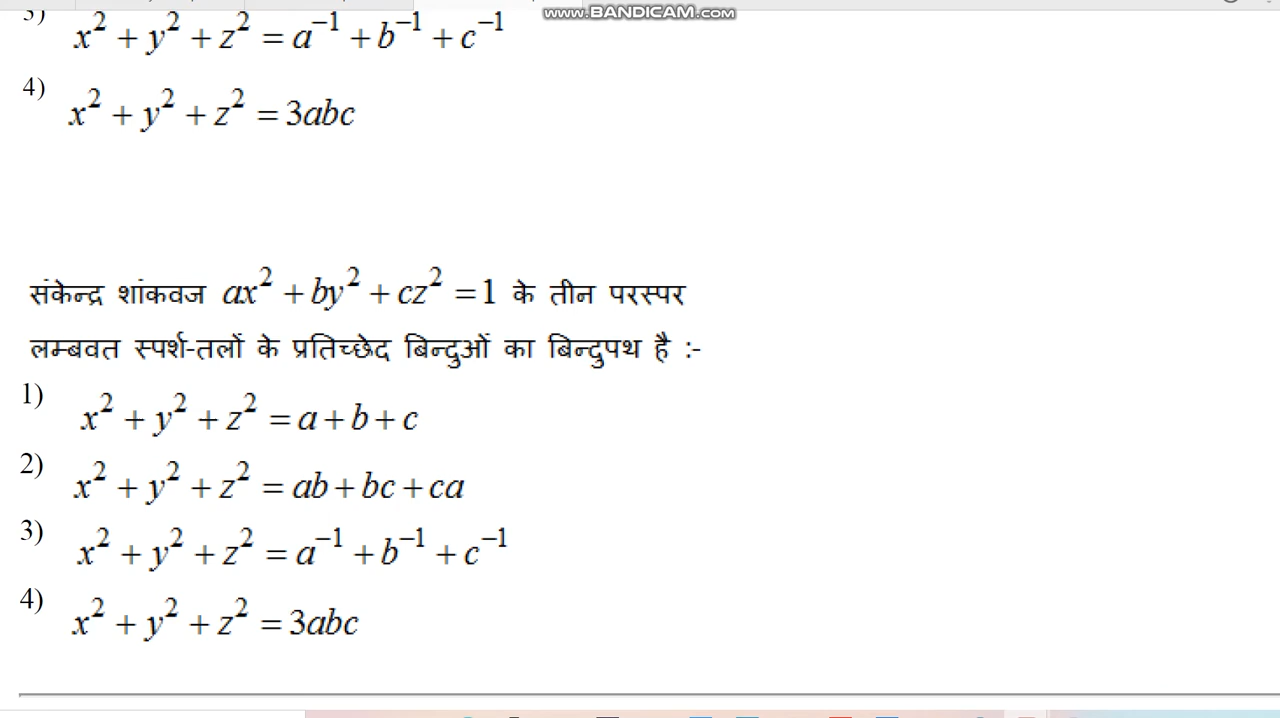 www.BANDICAM.com
3) x² + y² + z² = a⁻¹ + b⁻¹ + c⁻¹
4) x² + y² + z² = 3abc
संकेन्द्र शांकवज ax² + by² + cz² = 1 के तीन परस्पर
लम्बवत स्पर्श-तलों के प्रतिच्छेद बिन्दुओं का बिन्दुपथ है :-
1) x² + y² + z² = a + b + c
2) x² + y² + z² = ab + bc + ca
3) x² + y² + z² = a⁻¹ + b⁻¹ + c⁻¹
4) x² + y² + z² = 3abc